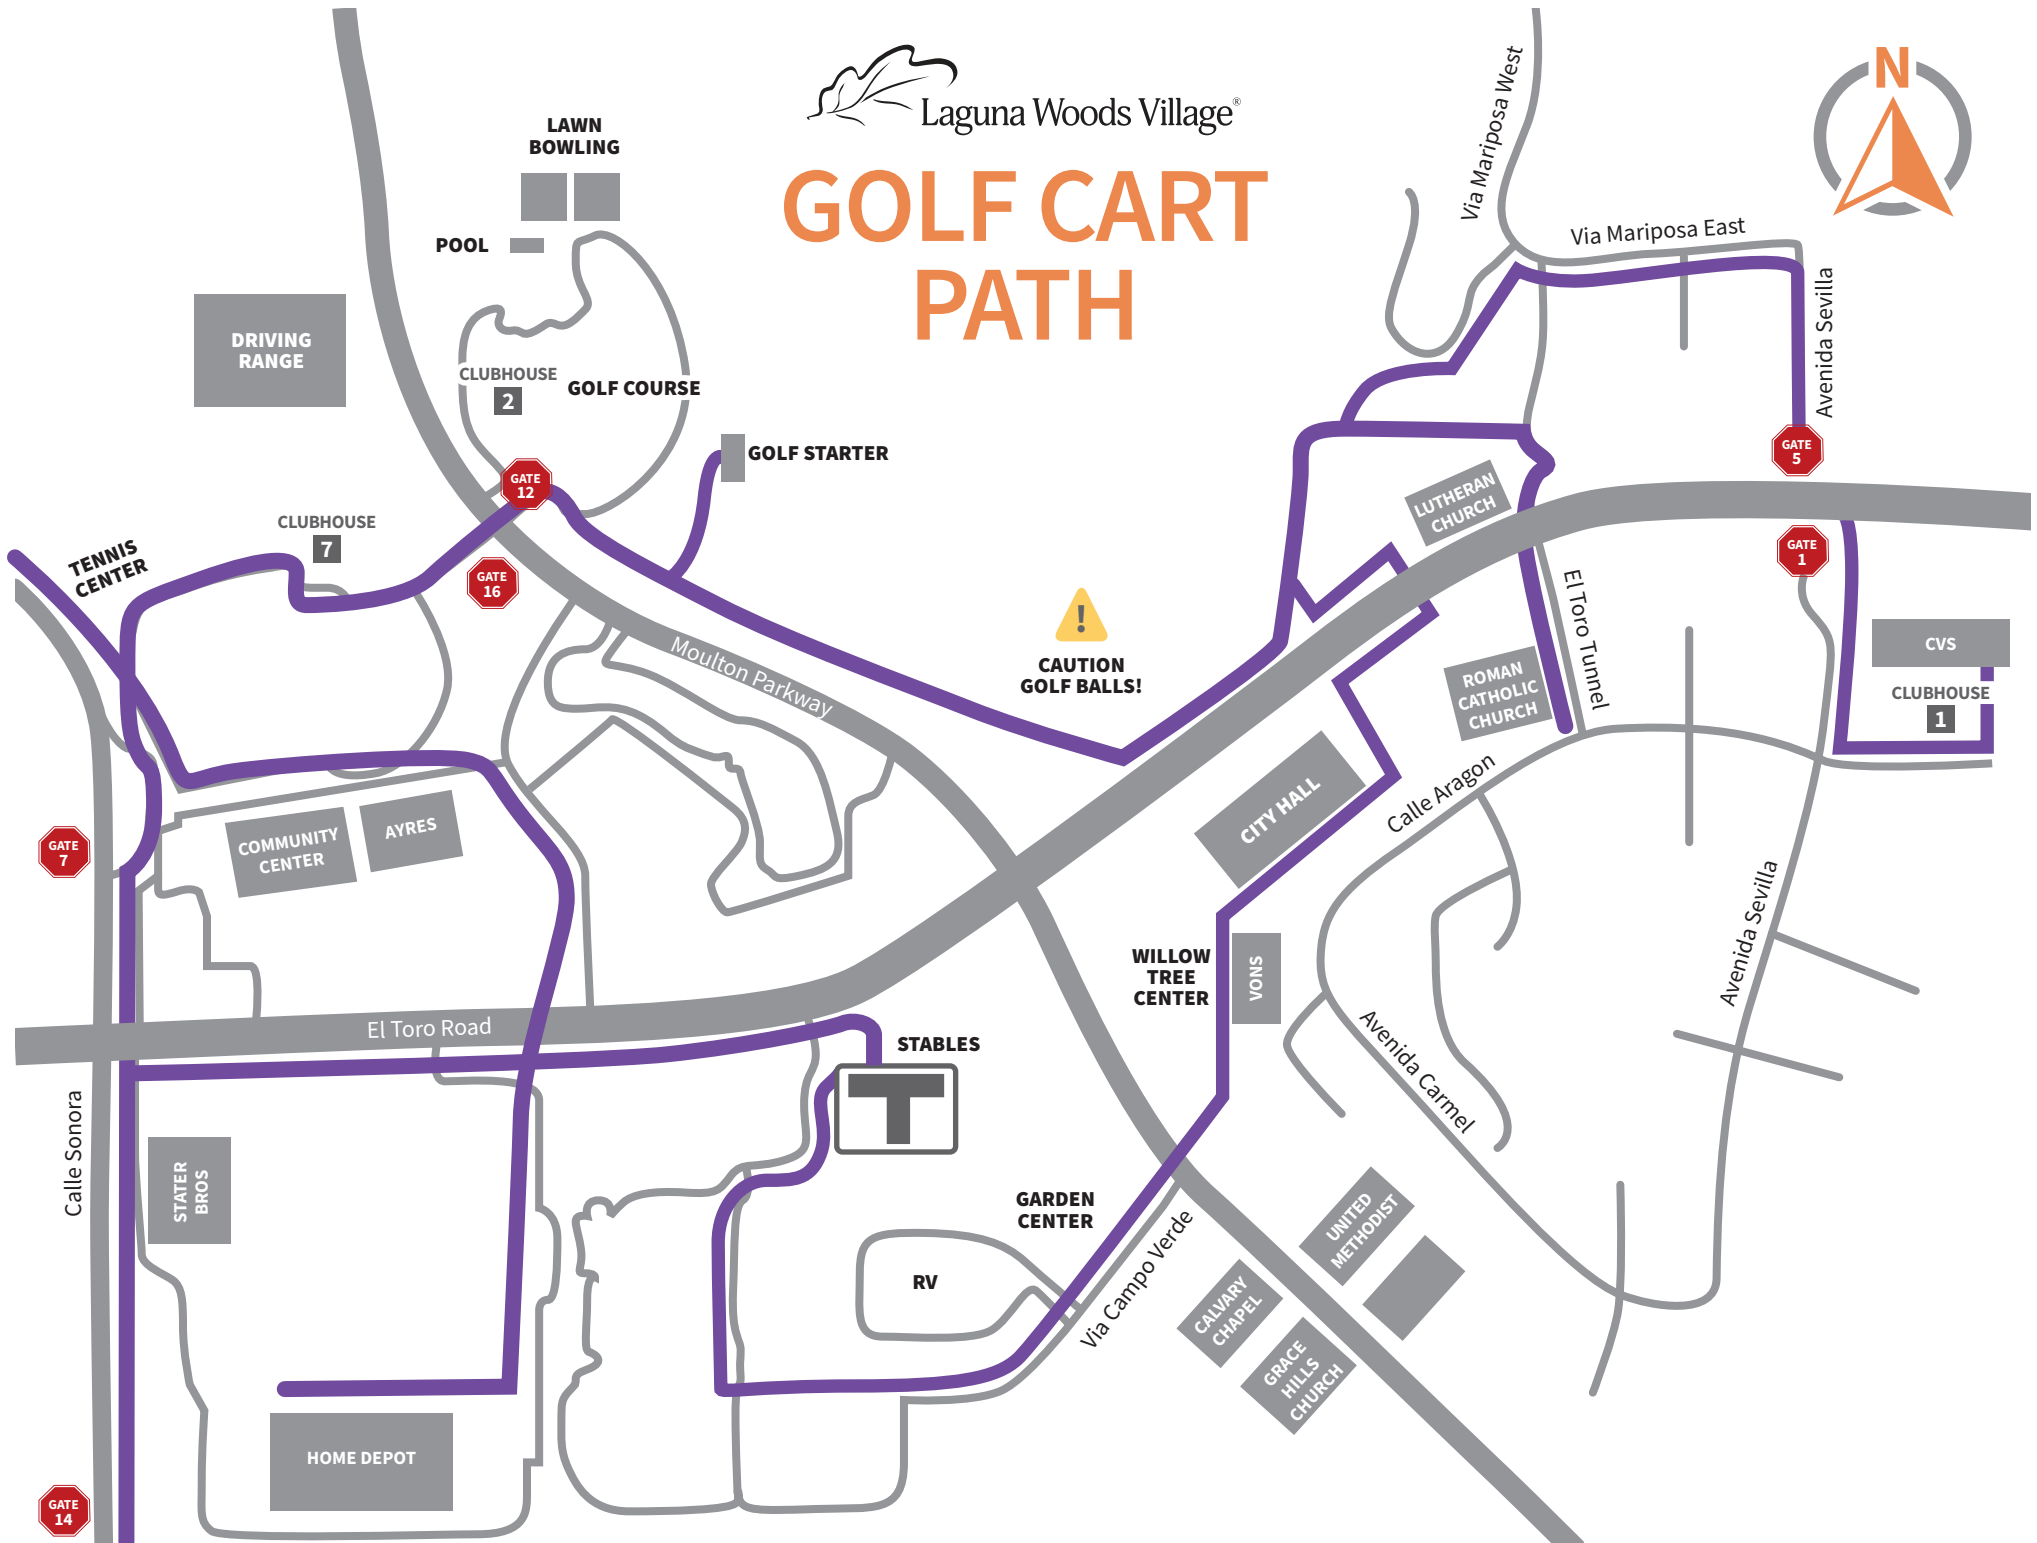 Laguna Woods Village®
GOLF CART
PATH
N
LAWN
BOWLING
POOL
DRIVING
RANGE
CLUBHOUSE
2
GOLF COURSE
GOLF STARTER
GATE
12
CLUBHOUSE
7
TENNIS
CENTER
GATE
16
Moulton Parkway
CAUTION
GOLF BALLS!
!
Via Mariposa West
Via Mariposa East
Avenida Sevilla
GATE
5
LUTHERAN
CHURCH
GATE
1
El Toro Tunnel
CVS
CLUBHOUSE
1
ROMAN
CATHOLIC
CHURCH
CITY HALL
Calle Aragon
GATE
7
COMMUNITY
CENTER
AYRES
WILLOW
TREE
CENTER
VONS
Avenida Sevilla
Avenida Carmel
El Toro Road
STABLES
T
Calle Sonora
STATER
BROS
GARDEN
CENTER
RV
Via Campo Verde
UNITED
METHODIST
CALVARY
CHAPEL
GRACE
HILLS
CHURCH
HOME DEPOT
GATE
14